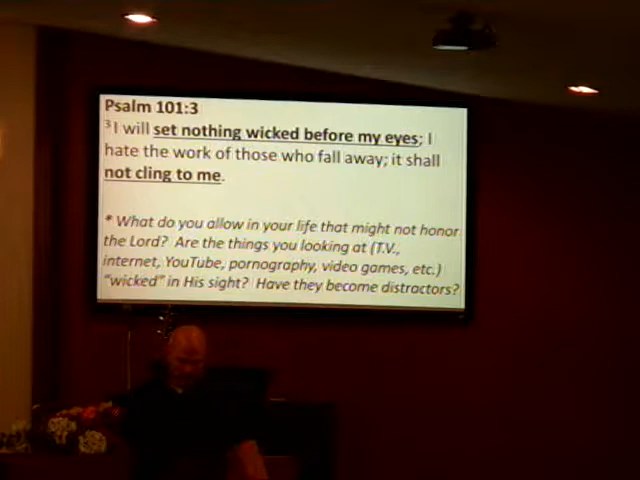 Psalm 101:3
3 I will set nothing wicked before my eyes; I
hate the work of those who fall away; it shall
not cling to me.
* What do you allow in your life that might not honor
the Lord? Are the things you looking at (T.V.,
internet, YouTube, pornography, video games, etc.)
"wicked" in His sight? Have they become distractors?